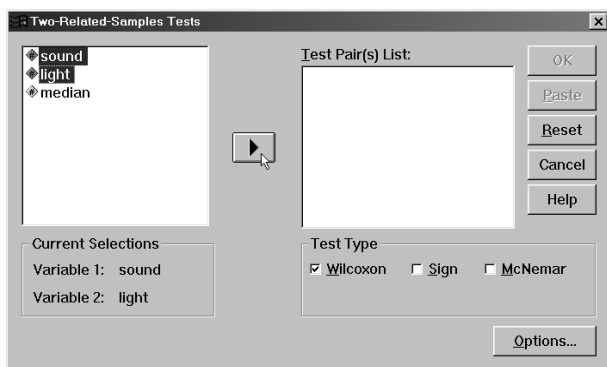 Two-Related-Samples Tests
sound
light
median
Test Pair(s) List:
OK
Paste
Reset
Cancel
Help
Current Selections
Variable 1: sound
Variable 2: light
Test Type
Wilcoxon Sign McNemar
Options...